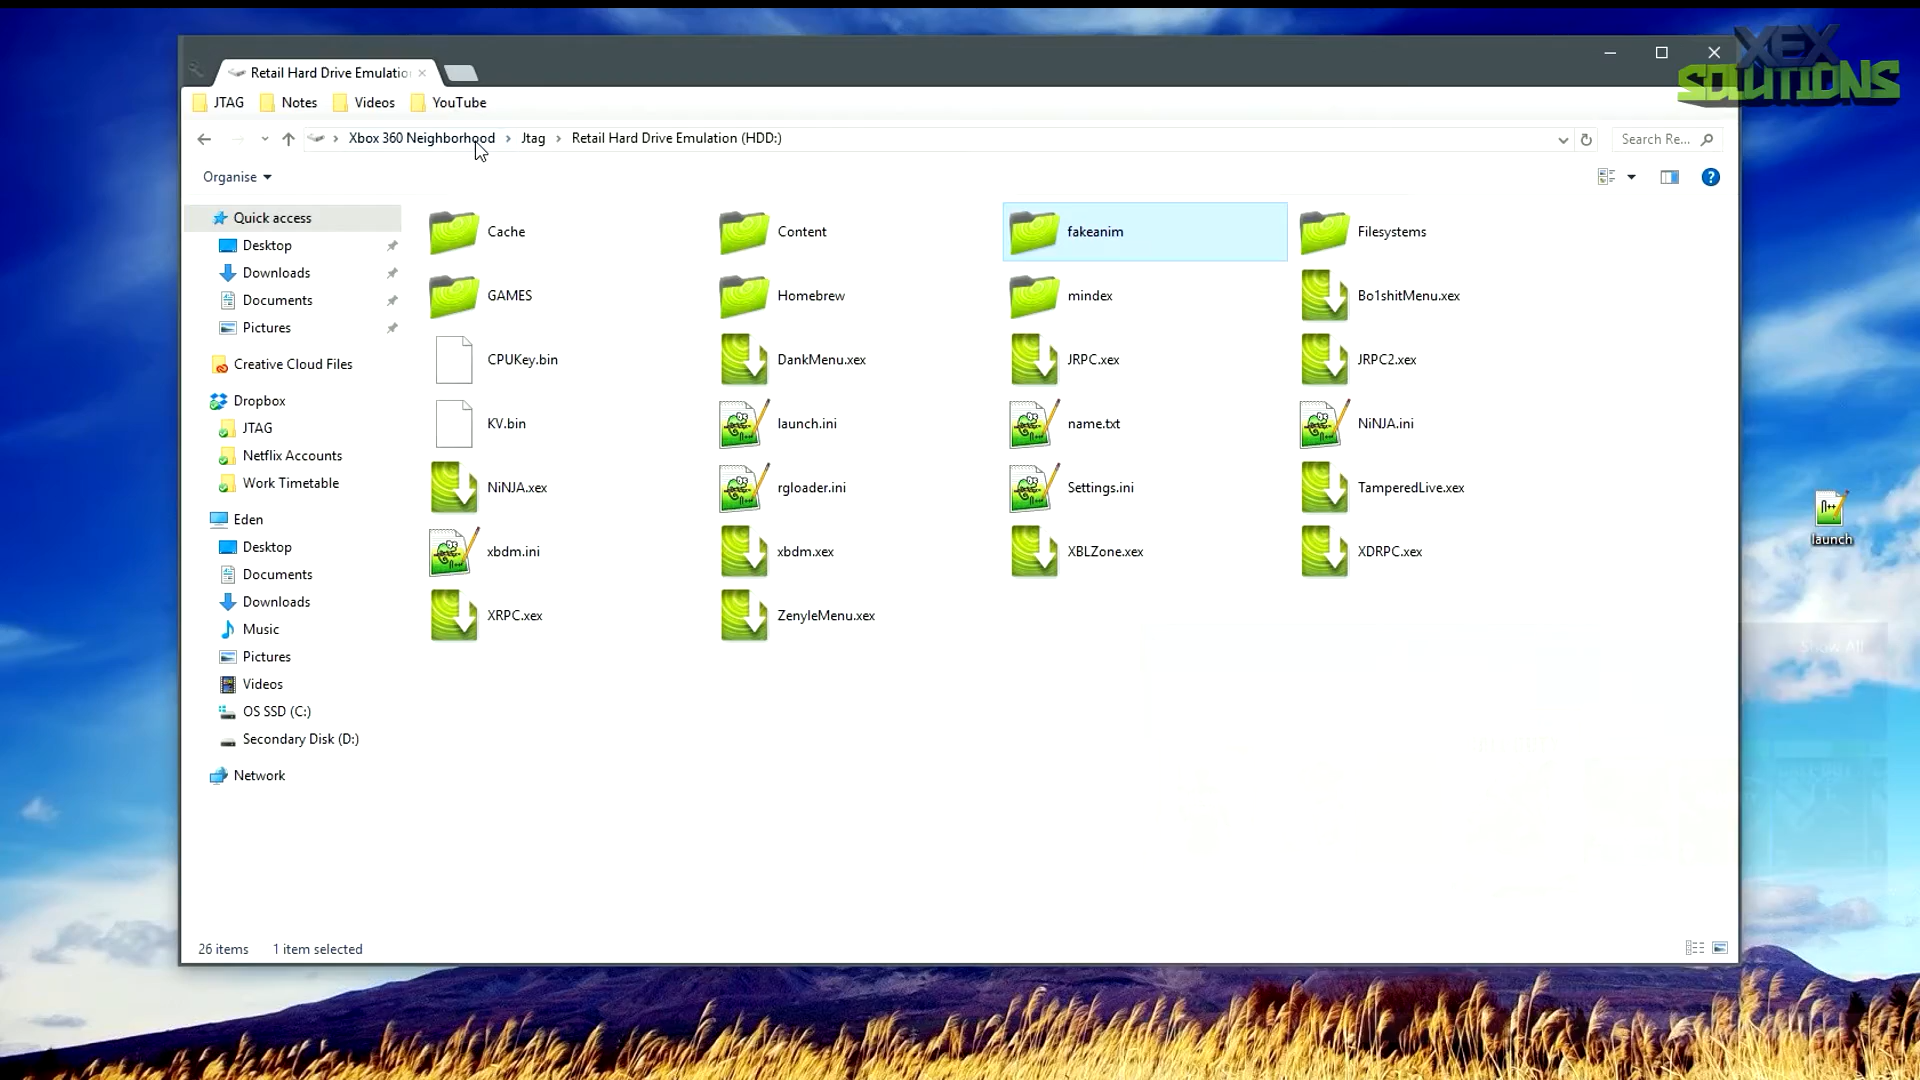 XEX
SOLUTIONS
Retail Hard Drive Emulatio
JTAG Notes Videos YouTube
Xbox 360 Neighborhood Jtag Retail Hard Drive Emulation (HDD:)
Search Re...
Organise
Quick access
Desktop
Downloads
Documents
Pictures
Creative Cloud Files
Dropbox
JTAG
Netflix Accounts
Work Timetable
Eden
Desktop
Documents
Downloads
Music
Pictures
Videos
OS SSD (C:)
Secondary Disk (D:)
Network
Cache Content fakeanim Filesystems
GAMES Homebrew mindex Bo1shitMenu.xex
CPUKey.bin DankMenu.xex JRPC.xex JRPC2.xex
KV.bin launch.ini name.txt NiNJA.ini
NiNJA.xex rgloader.ini Settings.ini TamperedLive.xex
xbdm.ini xbdm.xex XBLZone.xex XDRPC.xex
XRPC.xex ZenyleMenu.xex
launch
Show All
26 items 1 item selected